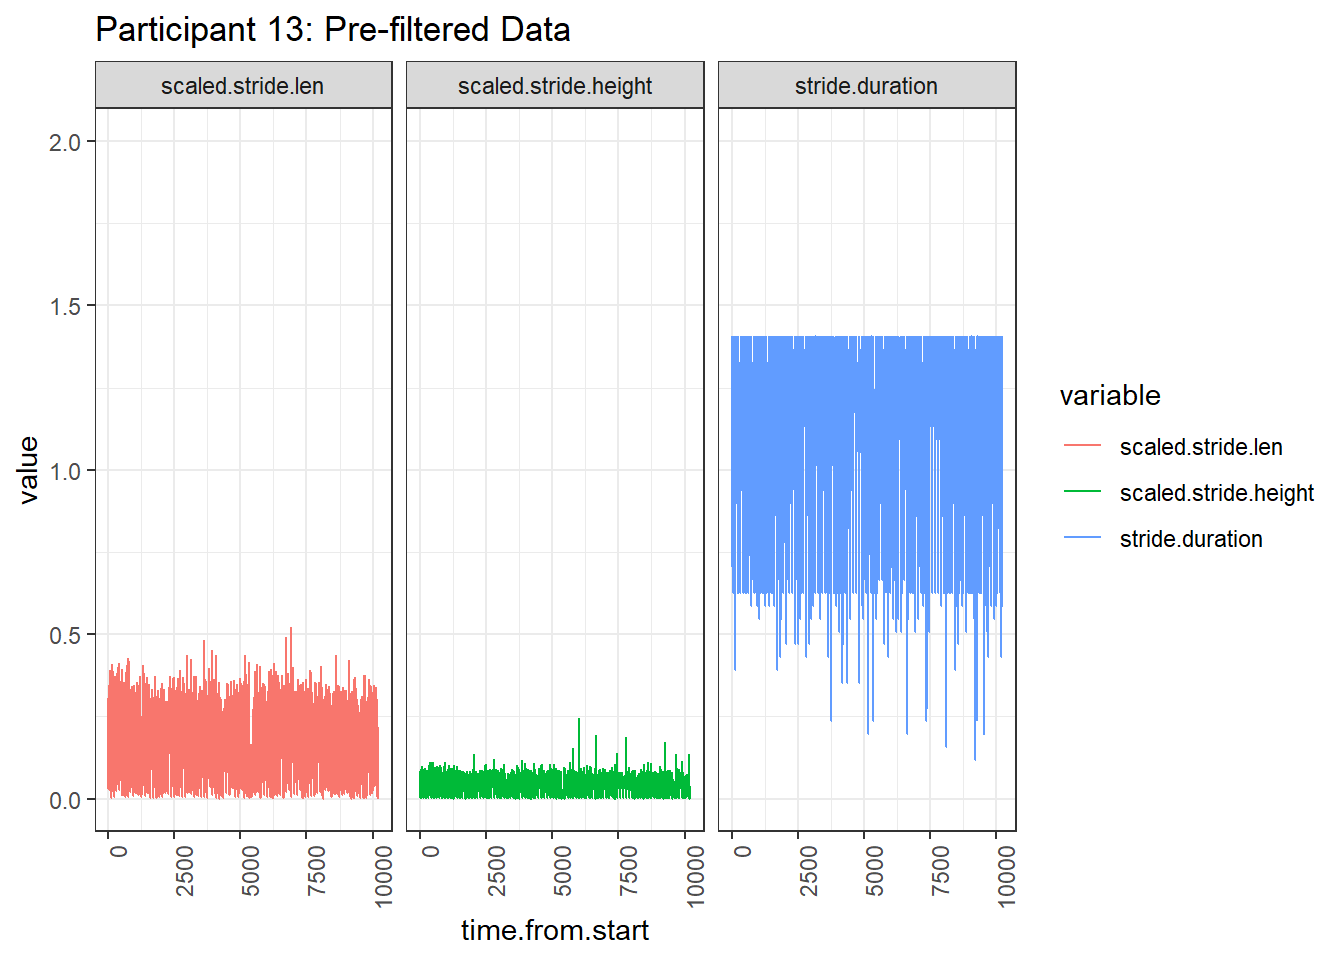 Participant 13: Pre-filtered Data
scaled.stride.len
scaled.stride.height
stride.duration
value
2.0
1.5
1.0
0.5
0.0
0
2500
5000
7500
10000
0
2500
5000
7500
10000
0
2500
5000
7500
10000
time.from.start
variable
scaled.stride.len
scaled.stride.height
stride.duration